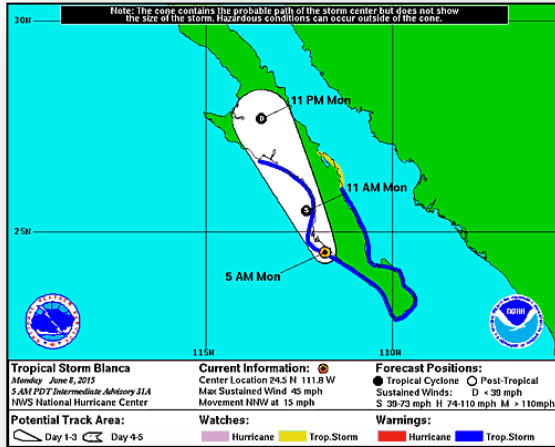 Note: The cone contains the probable path of the storm center but does not show
the size of the storm. Hazardous conditions can occur outside of the cone.
30N
11 PM Mon
D
11 AM Mon
S
25N
5 AM Mon
NOAA
115W
110W
Tropical Storm Blanca
Monday June 8, 2015
5 AM PDT Intermediate Advisory 31A
NWS National Hurricane Center
Current Information:
Center Location 24.5 N 111.8 W
Max Sustained Wind 45 mph
Movement NNW at 15 mph
Forecast Positions:
Tropical Cyclone Post-Tropical
Sustained Winds: D < 39 mph
S 39-73 mph H 74-110 mph M > 110mph
Potential Track Area:
Day 1-3 Day 4-5
Watches:
Hurricane Trop.Storm
Warnings:
Hurricane Trop.Storm